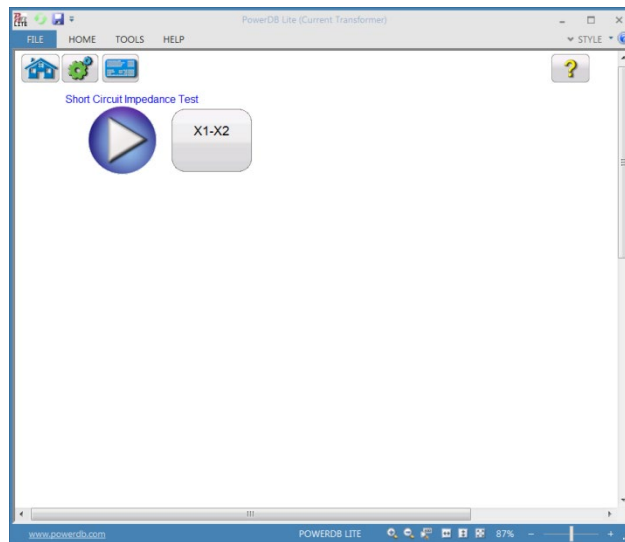 PowerDB Lite (Current Transformer)
FILE HOME TOOLS HELP STYLE
?
Short Circuit Impedance Test
X1-X2
www.powerdb.com POWERDB LITE 87%